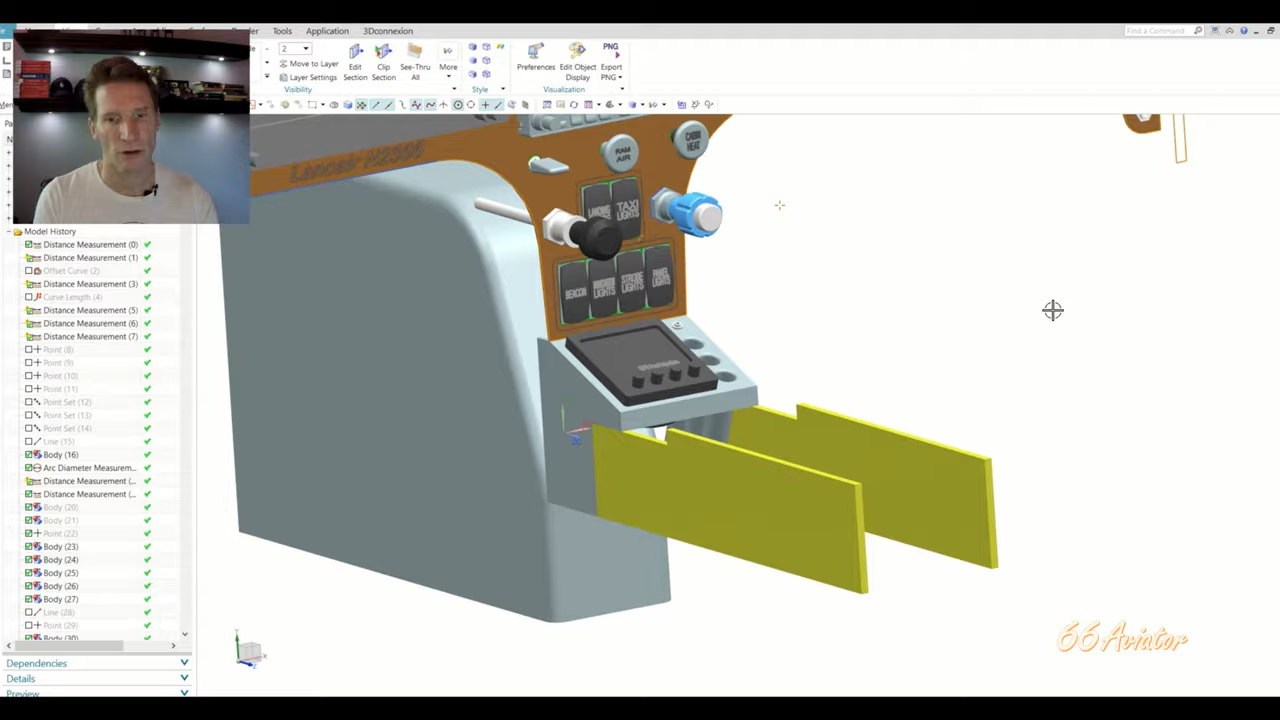 Tools Application 3Dconnexion
Find a Command
2
Move to Layer
Layer Settings
Edit Section
Clip Section
See-Thru All
More
Preferences
Edit Object Display
PNG
Export PNG
Visibility
Style
Visualization
Model History
Distance Measurement (0)
Distance Measurement (1)
Offset Curve (2)
Distance Measurement (3)
Curve Length (4)
Distance Measurement (5)
Distance Measurement (6)
Distance Measurement (7)
Point (8)
Point (9)
Point (10)
Point (11)
Point Set (12)
Point Set (13)
Point Set (14)
Line (15)
Body (16)
Arc Diameter Measurem...
Distance Measurement (...
Distance Measurement (...
Body (20)
Body (21)
Point (22)
Body (23)
Body (24)
Body (25)
Body (26)
Body (27)
Line (28)
Point (29)
Body (30)
Dependencies
Details
Preview
RAM AIR
CABIN HEAT
LANDING LIGHTS
TAXI LIGHTS
BEACON
STROBE LIGHTS
PANEL LIGHTS
66 Aviator